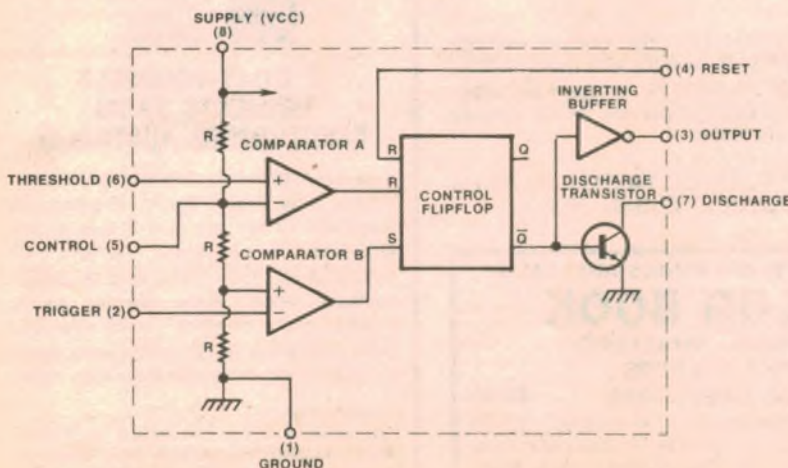 SUPPLY (VCC)
(8)
(4) RESET
INVERTING
BUFFER
R
COMPARATOR A
R
Q
(3) OUTPUT
THRESHOLD (6)
+
-
R
CONTROL
FLIPFLOP
DISCHARGE
TRANSISTOR
(7) DISCHARGE
CONTROL (5)
R
COMPARATOR B
S
Q̅
+
-
TRIGGER (2)
R
(1)
GROUND